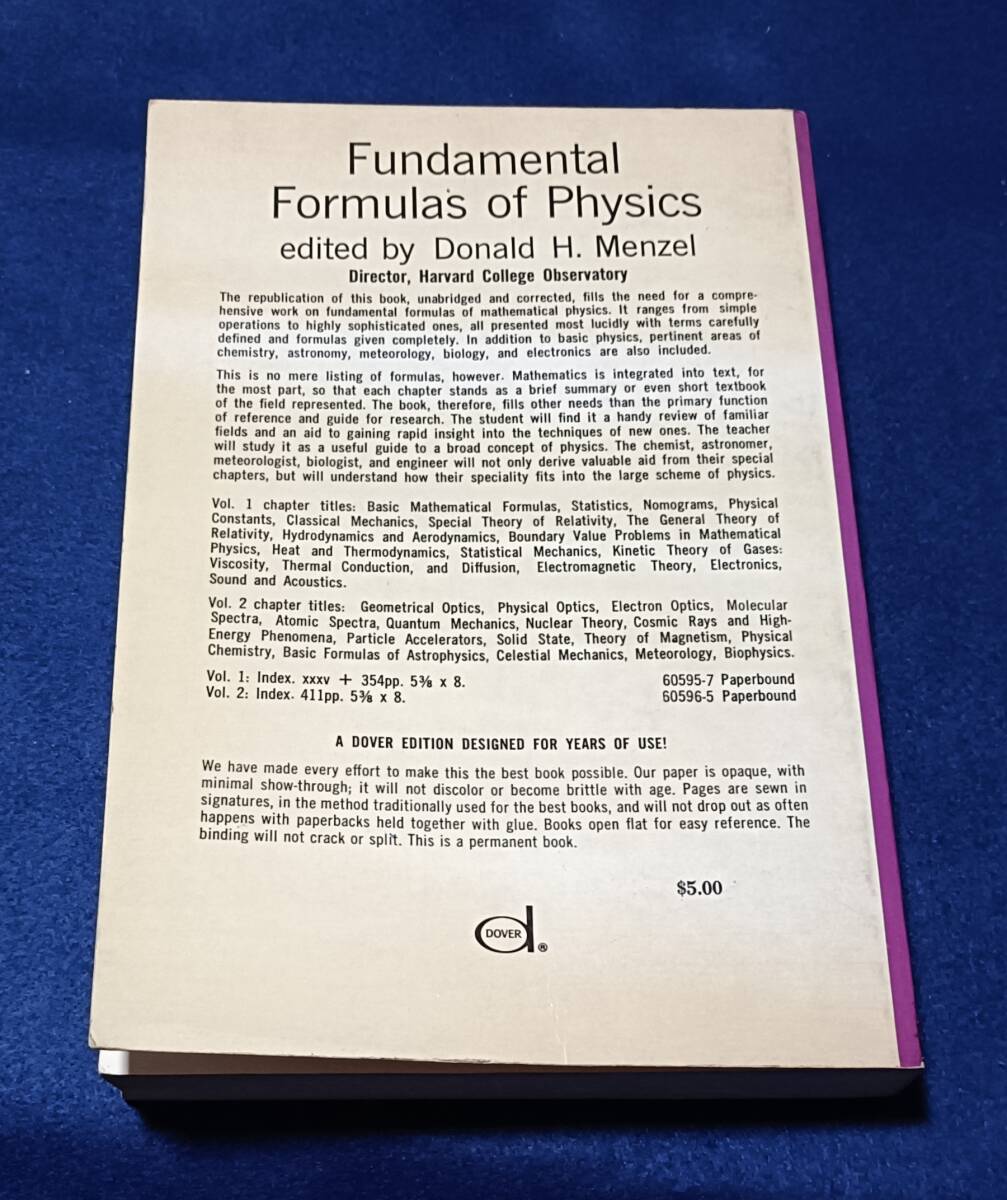 Fundamental
Formulas of Physics
edited by Donald H. Menzel
Director, Harvard College Observatory
The republication of this book, unabridged and corrected, fills the need for a compre-
hensive work on fundamental formulas of mathematical physics. It ranges from simple
operations to highly sophisticated ones, all presented most lucidly with terms carefully
defined and formulas given completely. In addition to basic physics, pertinent areas of
chemistry, astronomy, meteorology, biology, and electronics are also included.
This is no mere listing of formulas, however. Mathematics is integrated into text, for
the most part, so that each chapter stands as a brief summary or even short textbook
of the field represented. The book, therefore, fills other needs than the primary function
of reference and guide for research. The student will find it a handy review of familiar
fields and an aid to gaining rapid insight into the techniques of new ones. The teacher
will study it as a useful guide to a broad concept of physics. The chemist, astronomer,
meteorologist, biologist, and engineer will not only derive valuable aid from their special
chapters, but will understand how their speciality fits into the large scheme of physics.
Vol. 1 chapter titles: Basic Mathematical Formulas, Statistics, Nomograms, Physical
Constants, Classical Mechanics, Special Theory of Relativity, The General Theory of
Relativity, Hydrodynamics and Aerodynamics, Boundary Value Problems in Mathematical
Physics, Heat and Thermodynamics, Statistical Mechanics, Kinetic Theory of Gases:
Viscosity, Thermal Conduction, and Diffusion, Electromagnetic Theory, Electronics,
Sound and Acoustics.
Vol. 2 chapter titles: Geometrical Optics, Physical Optics, Electron Optics, Molecular
Spectra, Atomic Spectra, Quantum Mechanics, Nuclear Theory, Cosmic Rays and High-
Energy Phenomena, Particle Accelerators, Solid State, Theory of Magnetism, Physical
Chemistry, Basic Formulas of Astrophysics, Celestial Mechanics, Meteorology, Biophysics.
Vol. 1: Index. xxxv + 354pp. 5⅜ x 8. 60595-7 Paperbound
Vol. 2: Index. 411pp. 5⅜ x 8. 60596-5 Paperbound
A DOVER EDITION DESIGNED FOR YEARS OF USE!
We have made every effort to make this the best book possible. Our paper is opaque, with
minimal show-through; it will not discolor or become brittle with age. Pages are sewn in
signatures, in the method traditionally used for the best books, and will not drop out as often
happens with paperbacks held together with glue. Books open flat for easy reference. The
binding will not crack or split. This is a permanent book.
$5.00
DOVER ®